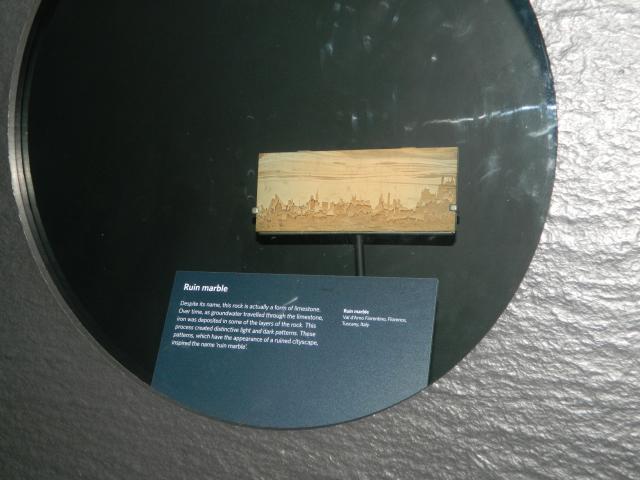 Ruin marble
Despite its name, this rock is actually a form of limestone.
Over time, as groundwater travelled through the limestone,
iron was deposited in some of the layers of the rock. This
process created distinctive light and dark patterns. These
patterns, which have the appearance of a ruined cityscape,
inspired the name 'ruin marble'.
Ruin marble
Val d'Arno Fiorentino, Florence,
Tuscany, Italy